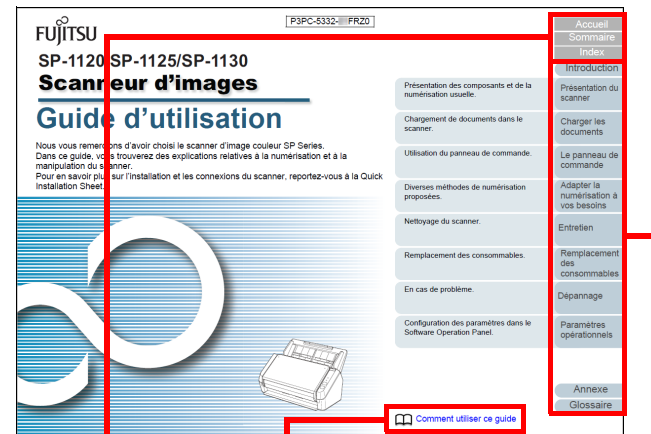 FUJITSU
P3PC-5332- FRZ0
SP-1120/SP-1125/SP-1130
Scanneur d'images
Guide d'utilisation
Nous vous remercions d'avoir choisi le scanner d'image couleur SP Series.
Dans ce guide, vous trouverez des explications relatives à la numérisation et à la
manipulation du scanner.
Pour en savoir plus sur l'installation et les connexions du scanner, reportez-vous à la Quick
Installation Sheet.
Accueil
Sommaire
Index
Introduction
Présentation des composants et de la
numérisation usuelle.
Présentation du
scanner
Chargement de documents dans le
scanner.
Charger les
documents
Utilisation du panneau de commande.
Le panneau de
commande
Diverses méthodes de numérisation
proposées.
Adapter la
numérisation à
vos besoins
Nettoyage du scanner.
Entretien
Remplacement des consommables.
Remplacement
des
consommables
En cas de problème.
Dépannage
Configuration des paramètres dans le
Software Operation Panel.
Paramètres
opérationnels
Annexe
Glossaire
Comment utiliser ce guide